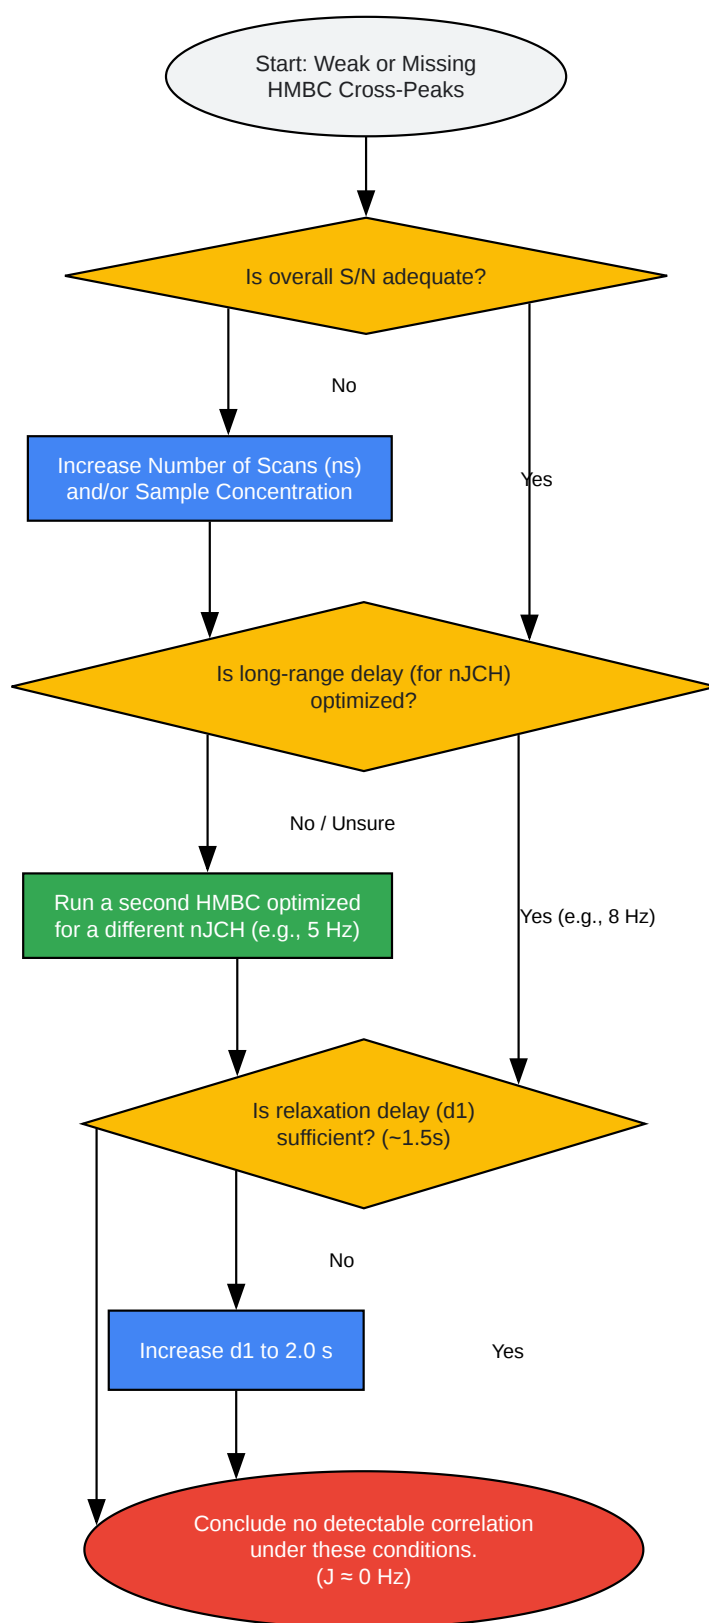 Start: Weak or Missing
HMBC Cross-Peaks
Is overall S/N adequate?
No
Increase Number of Scans (ns)
and/or Sample Concentration
Yes
Is long-range delay (for nJCH)
optimized?
No / Unsure
Run a second HMBC optimized
for a different nJCH (e.g., 5 Hz)
Yes (e.g., 8 Hz)
Is relaxation delay (d1)
sufficient? (~1.5s)
No
Increase d1 to 2.0 s
Yes
Conclude no detectable correlation
under these conditions.
(J ≈ 0 Hz)